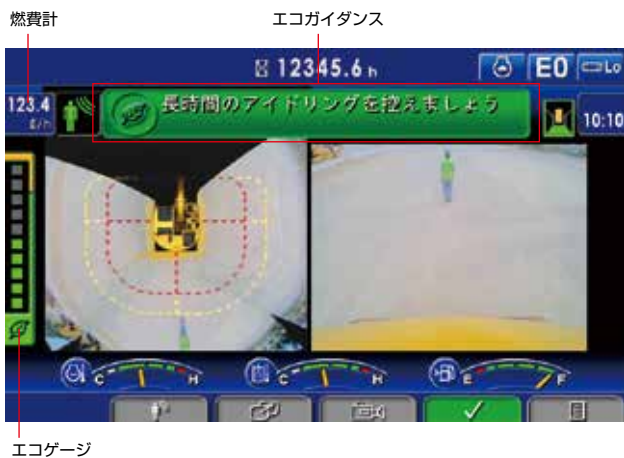 燃費計
エコガイダンス
12345.6 h
E0
Lo
123.4
ℓ/h
長時間のアイドリングを控えましょう
10:10
C H
C H
E F
エコゲージ